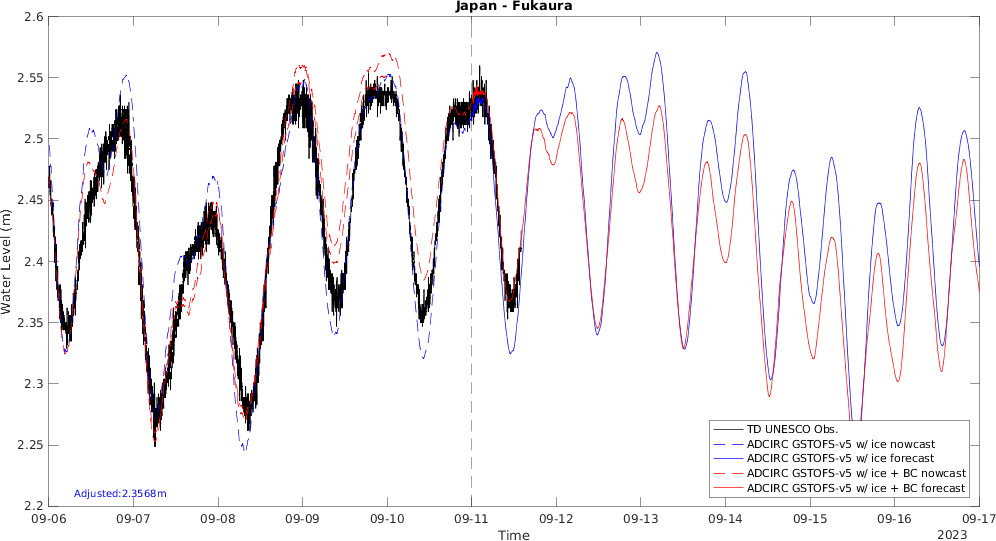 Japan - Fukaura
Water Level (m)
2.6
2.55
2.5
2.45
2.4
2.35
2.3
2.25
2.2
Adjusted:2.3568m
TD UNESCO Obs.
ADCIRC GSTOFS-v5 w/ ice nowcast
ADCIRC GSTOFS-v5 w/ ice forecast
ADCIRC GSTOFS-v5 w/ ice + BC nowcast
ADCIRC GSTOFS-v5 w/ ice + BC forecast
09-06 09-07 09-08 09-09 09-10 09-11 09-12 09-13 09-14 09-15 09-16 09-17
Time
2023